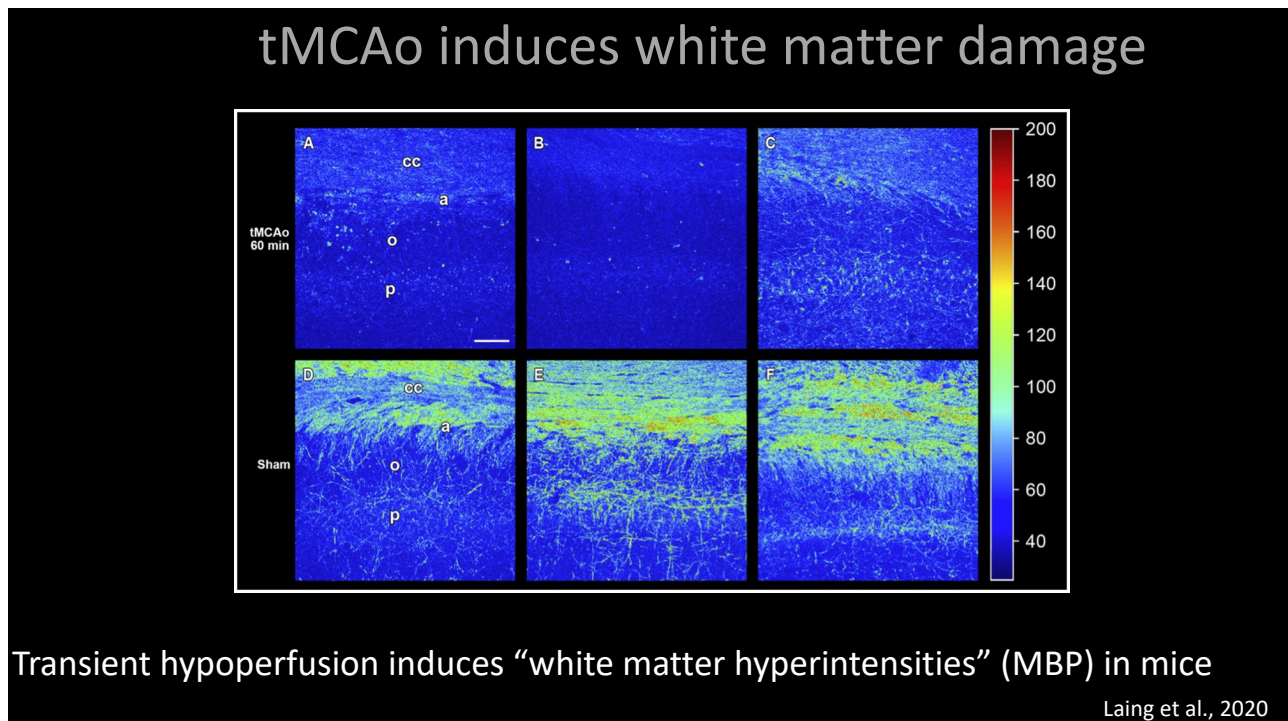 tMCAo induces white matter damage
A
B
C
cc
a
o
p
tMCAo
60 min
D
E
F
cc
a
o
p
Sham
200
180
160
140
120
100
80
60
40
Transient hypoperfusion induces “white matter hyperintensities” (MBP) in mice
Laing et al., 2020